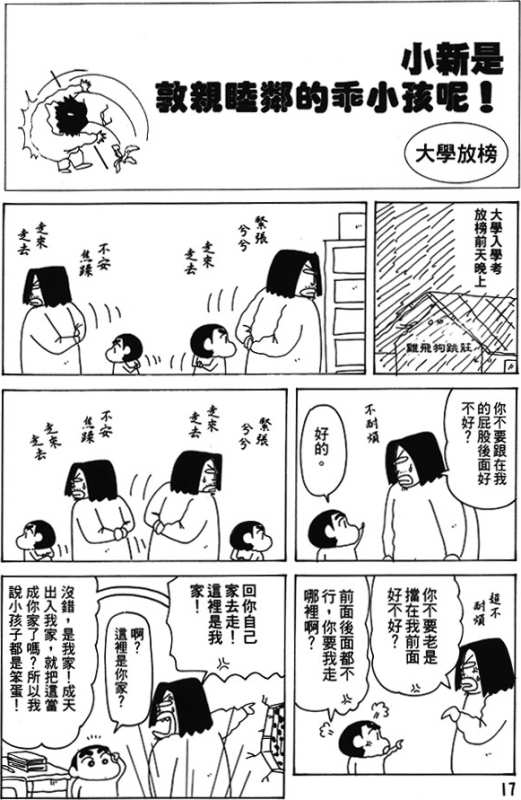 小新是
敦親睦鄰的乖小孩呢！
大學放榜
大學入學考
放榜前天晚上
雞飛狗跳莊
緊張
兮兮
走來
走去
不安
焦躁
走來
走去
你不要跟在我
的屁股後面好
不好？
不耐煩
好的。
緊張
兮兮
走來
走去
不安
焦躁
走來
走去
超不
耐煩
你不要老是
擋在我前面
好不好？
前面後面都不
行，你要我走
哪裡啊？
回你自己
家去走！
這裡是我
家！
啊？
這裡是你家？
沒錯，是我家！成天
出入我家，就把這當
成你家了嗎？所以我
說小孩子都是笨蛋！
17